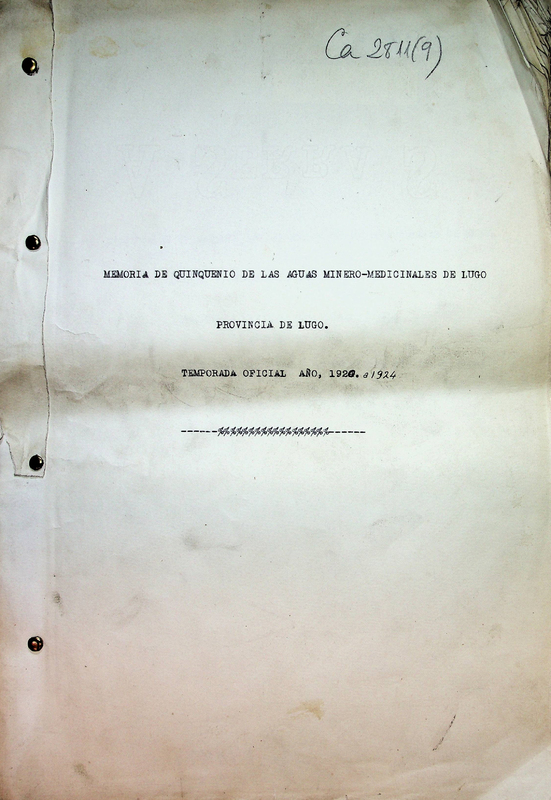 Ca 2811(9)
MEMORIA DE QUINQUENIO DE LAS AGUAS MINERO-MEDICINALES DE LUGO
PROVINCIA DE LUGO.
TEMPORADA OFICIAL AÑO, 1920. a 1924